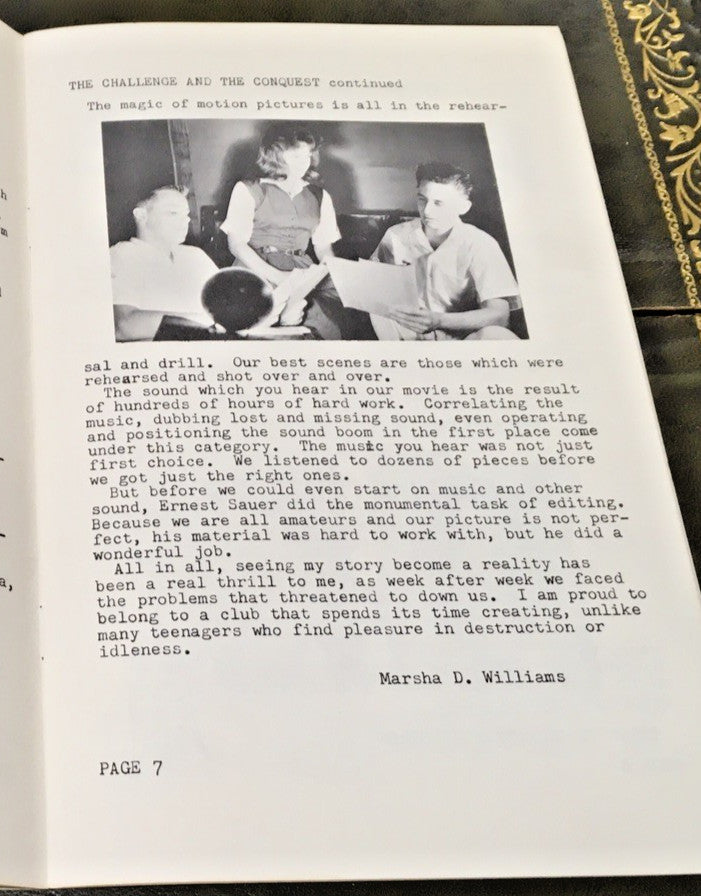 THE CHALLENGE AND THE CONQUEST continued
The magic of motion pictures is all in the rehear-
sal and drill. Our best scenes are those which were
rehearsed and shot over and over.
The sound which you hear in our movie is the result
of hundreds of hours of hard work. Correlating the
music, dubbing lost and missing sound, even operating
and positioning the sound boom in the first place come
under this category. The music you hear was not just
first choice. We listened to dozens of pieces before
we got just the right ones.
But before we could even start on music and other
sound, Ernest Sauer did the monumental task of editing.
Because we are all amateurs and our picture is not per-
fect, his material was hard to work with, but he did a
wonderful job.
All in all, seeing my story become a reality has
been a real thrill to me, as week after week we faced
the problems that threatened to down us. I am proud to
belong to a club that spends its time creating, unlike
many teenagers who find pleasure in destruction or
idleness.
Marsha D. Williams
PAGE 7